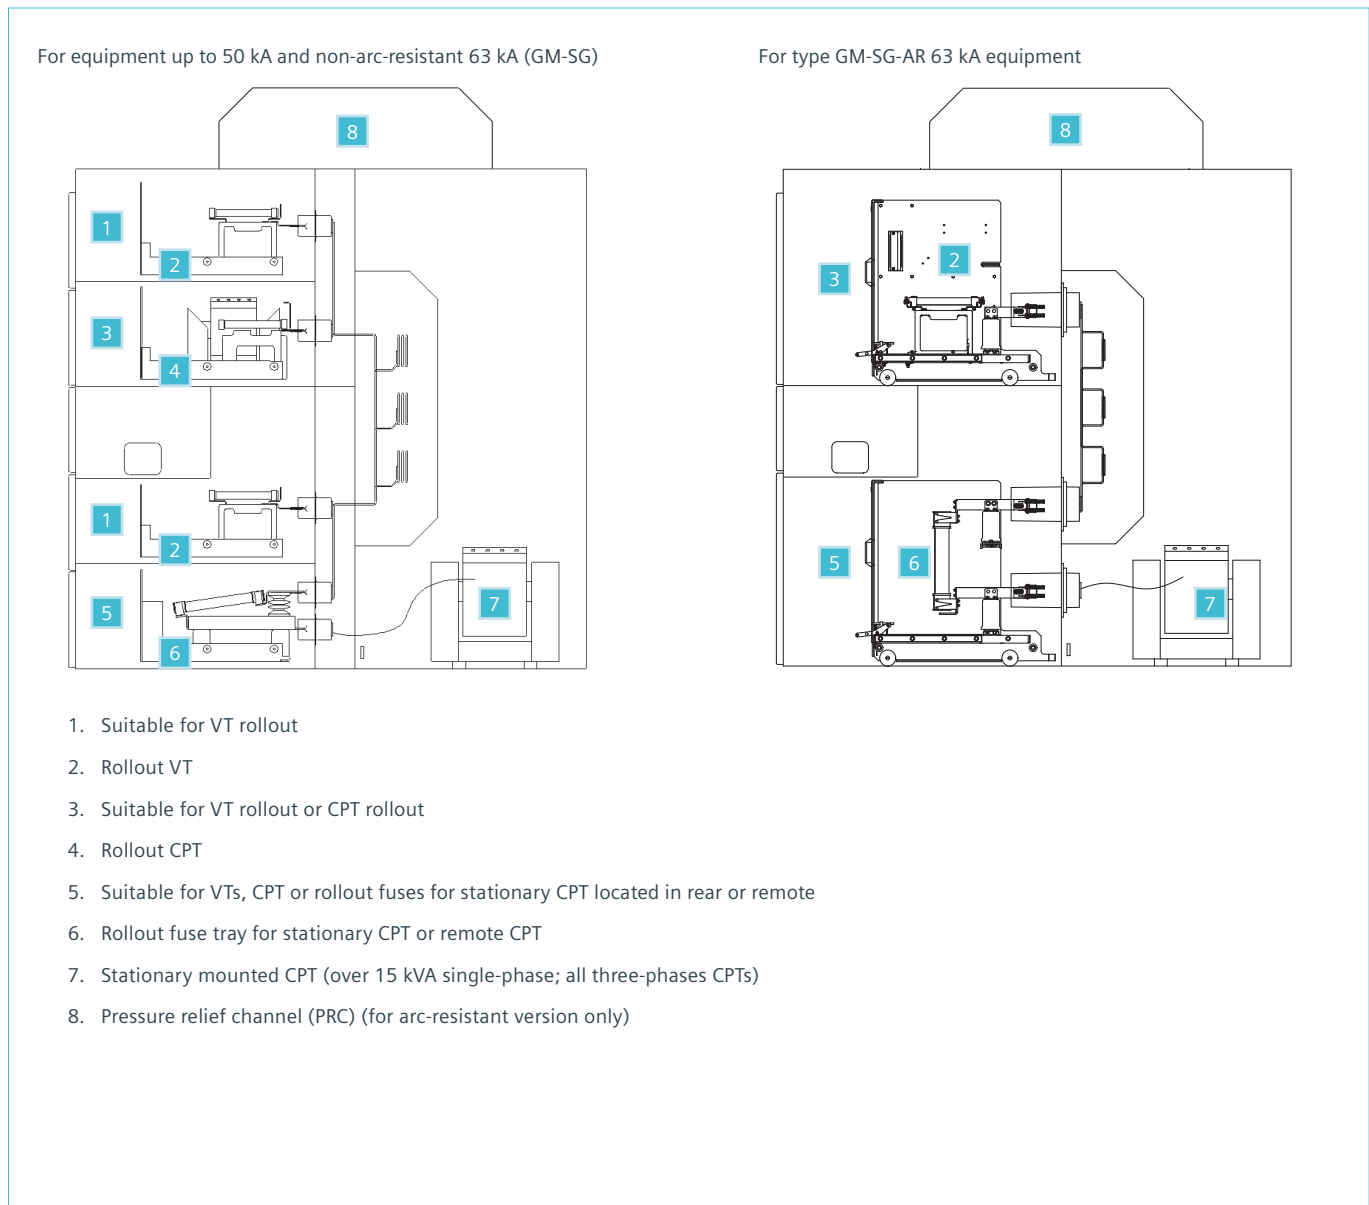 For equipment up to 50 kA and non-arc-resistant 63 kA (GM-SG)
For type GM-SG-AR 63 kA equipment
8
1
2
3
4
1
2
5
6
7
8
2
3
5
6
7
1. Suitable for VT rollout
2. Rollout VT
3. Suitable for VT rollout or CPT rollout
4. Rollout CPT
5. Suitable for VTs, CPT or rollout fuses for stationary CPT located in rear or remote
6. Rollout fuse tray for stationary CPT or remote CPT
7. Stationary mounted CPT (over 15 kVA single-phase; all three-phases CPTs)
8. Pressure relief channel (PRC) (for arc-resistant version only)